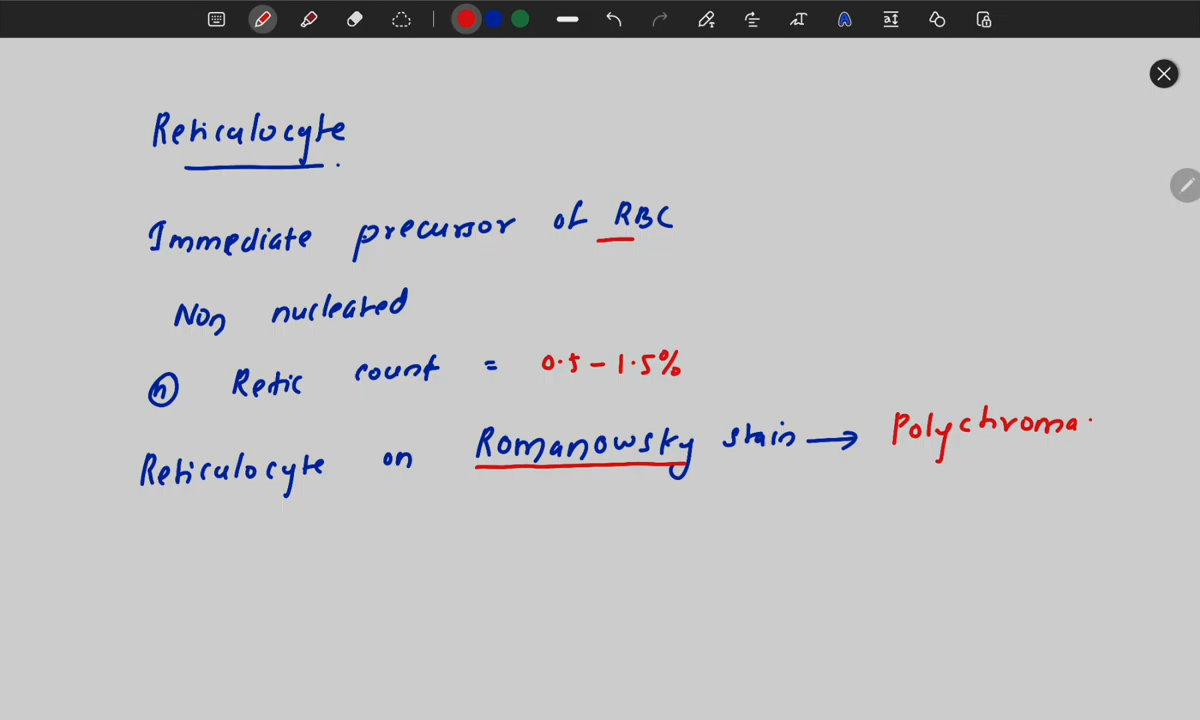 Reticulocyte
Immediate precursor of RBC
Non nucleated
n Retic count = 0.5 - 1.5%
Reticulocyte on Romanowsky stain → Polychroma